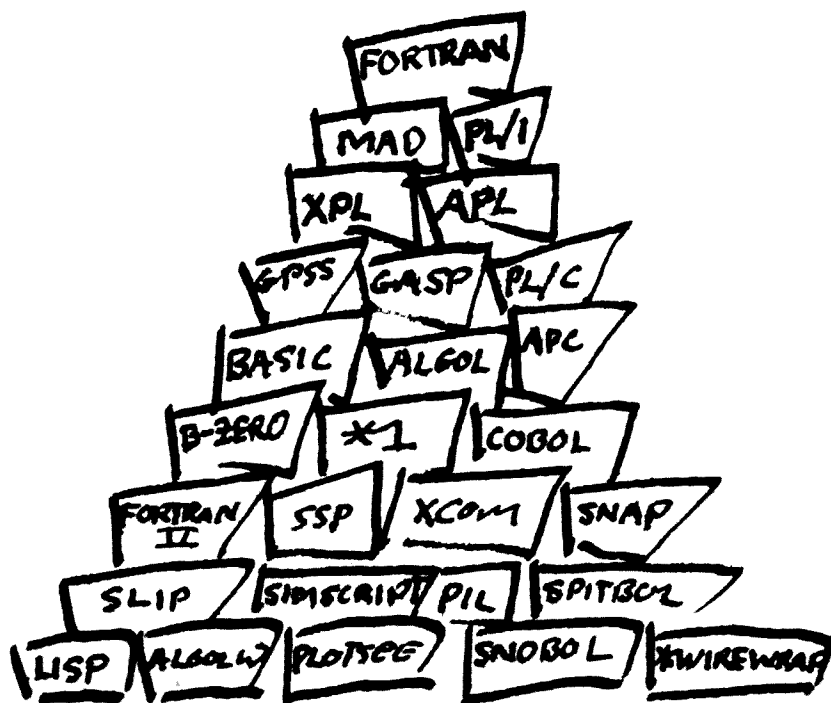 FORTRAN
MAD PL/1
XPL APL
GPSS GASP PL/C
BASIC ALGOL APC
B-ZERO *1 COBOL
FORTRAN II SSP XCOM SNAP
SLIP SIMSCRIPT PIL SPITBOL
LISP ALGOLW PLOTSEE SNOBOL *WIREWRAP